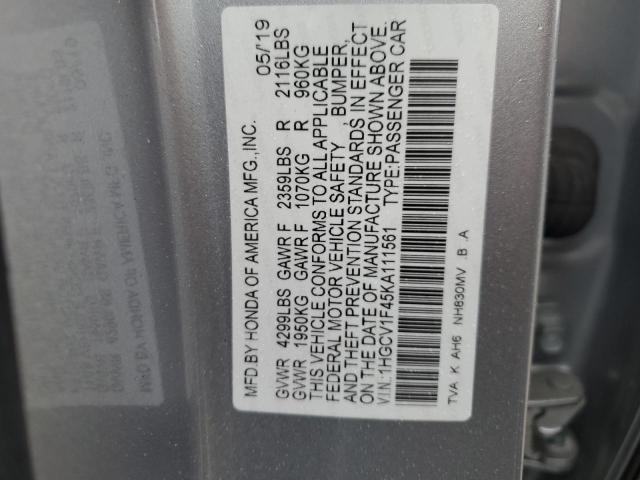 MFD.BY HONDA OF AMERICA MFG.,INC. 05/'19
GVWR 4299LBS GAWR F 2359LBS R 2116LBS
GVWR 1950KG GAWR F 1070KG R 960KG
THIS VEHICLE CONFORMS TO ALL APPLICABLE
FEDERAL MOTOR VEHICLE SAFETY , BUMPER,
AND THEFT PREVENTION STANDARDS IN EFFECT
ON THE DATE OF MANUFACTURE SHOWN ABOVE.
VIN:1HGCV1F45KA111561 TYPE:PASSENGER CAR
TVA K AH6 NH830MV .B .A